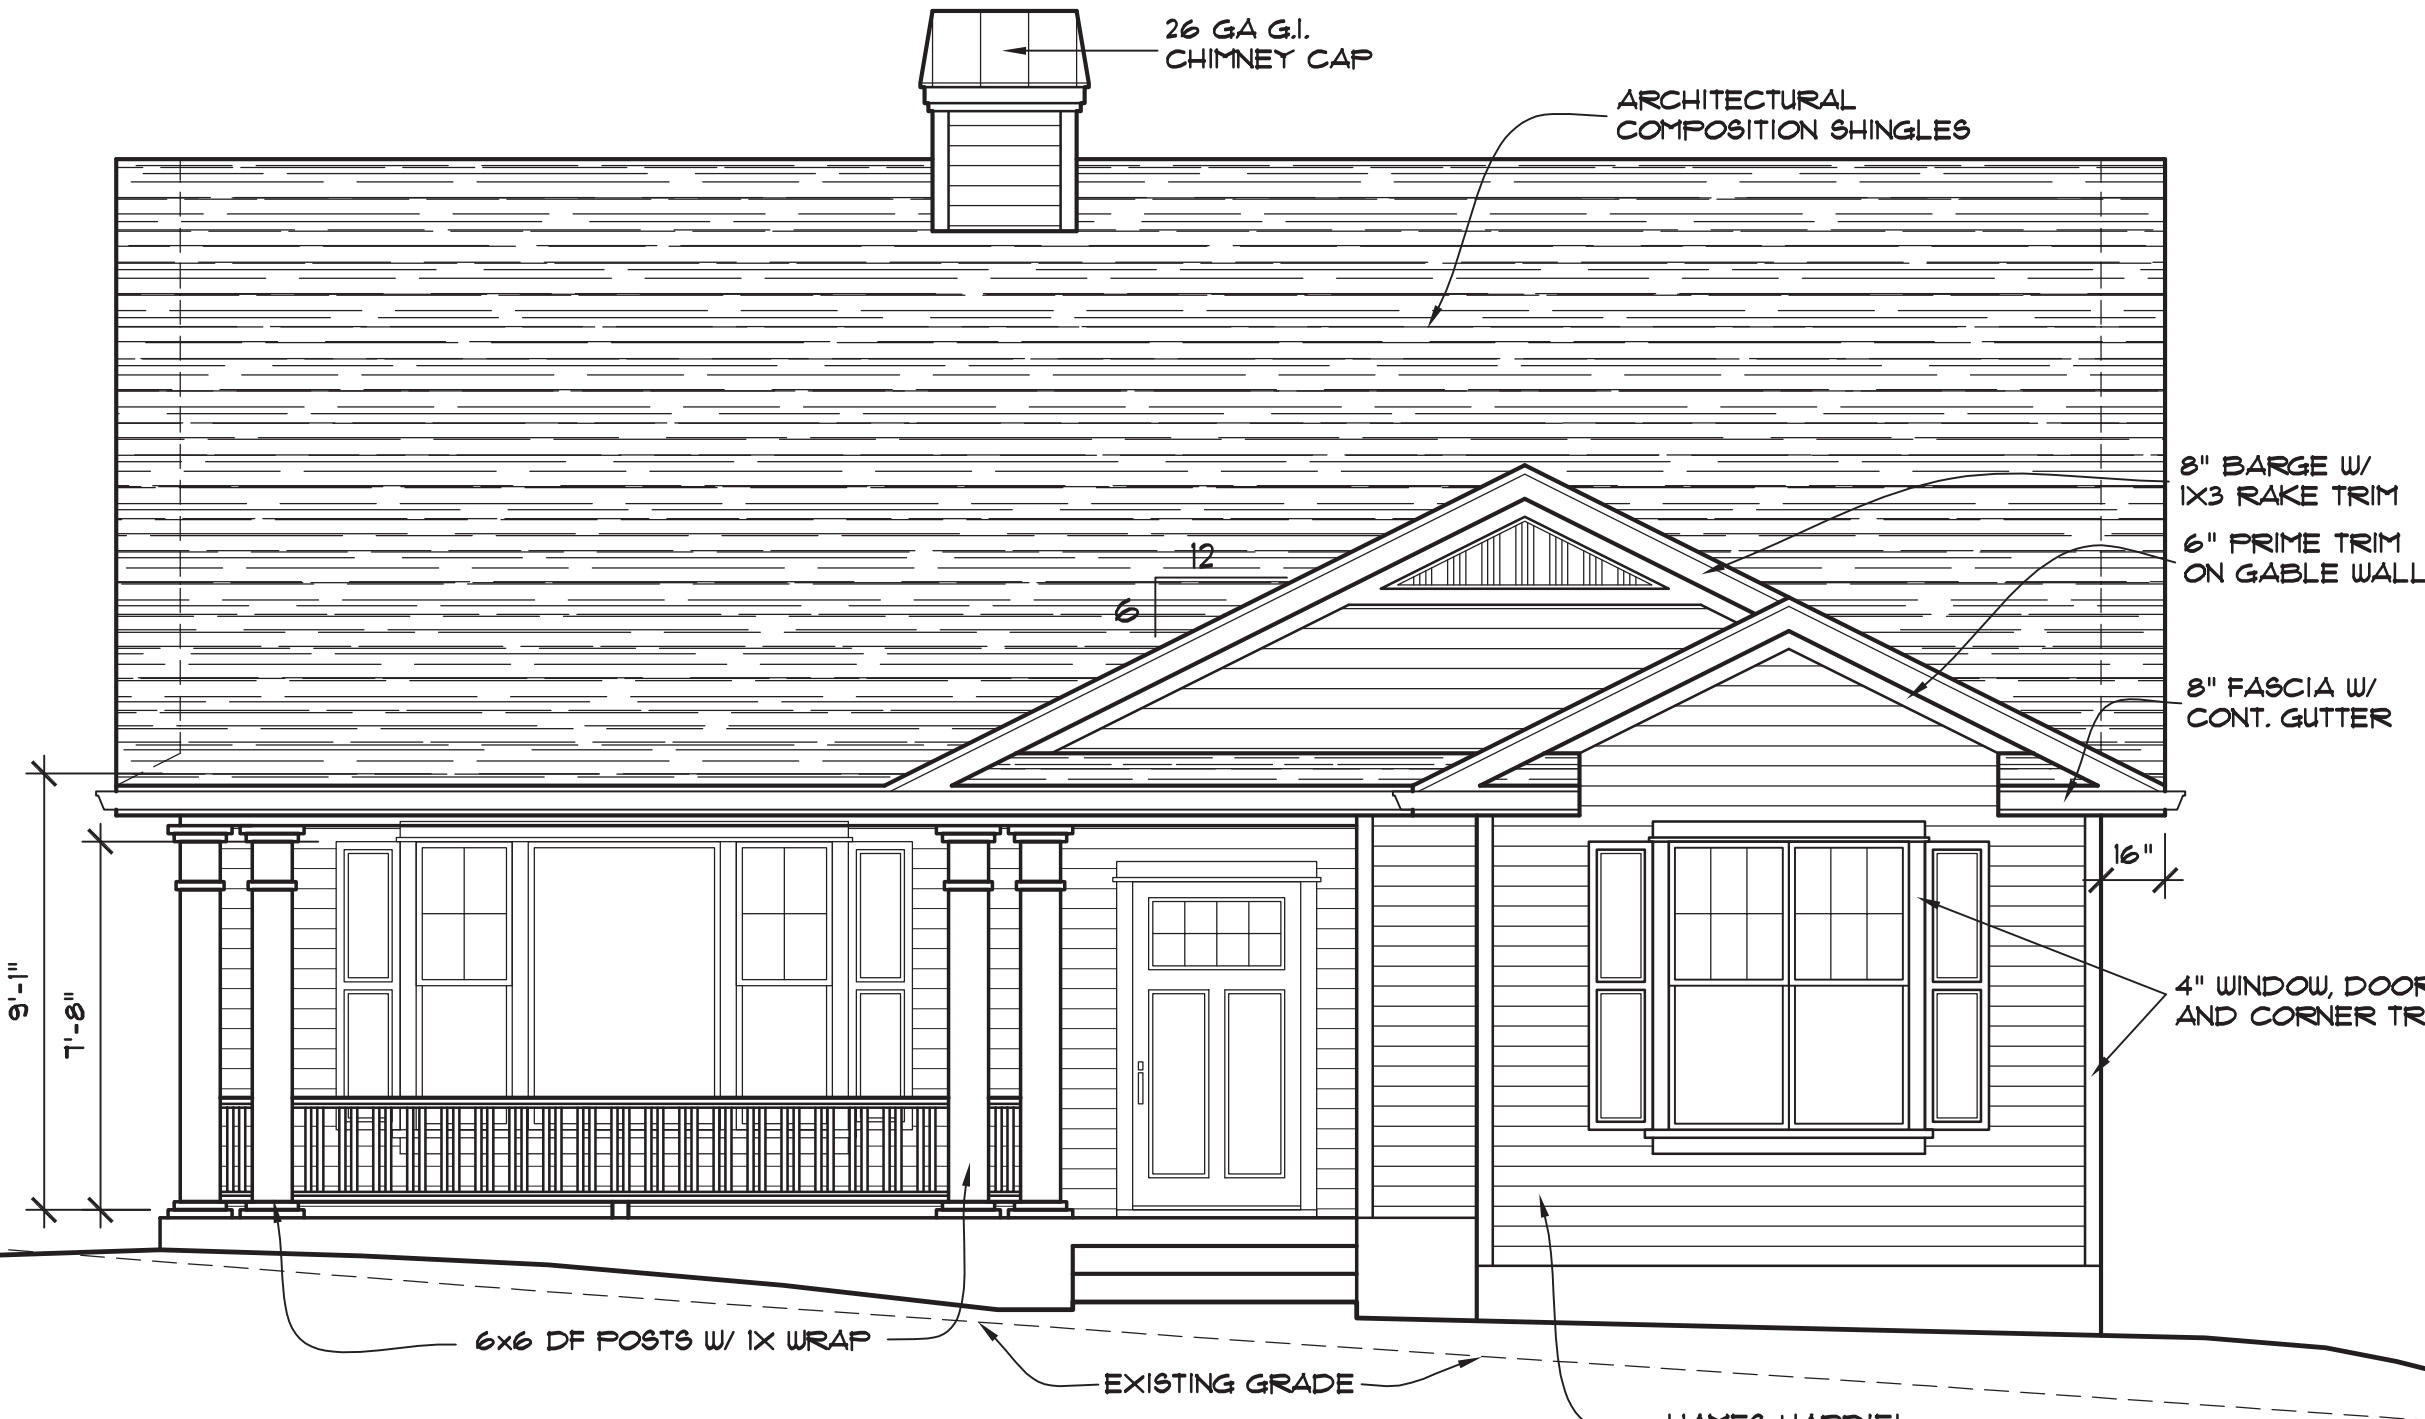 26 GA G.I.
CHIMNEY CAP
ARCHITECTURAL
COMPOSITION SHINGLES
8" BARGE W/
1X3 RAKE TRIM
12
6
6" PRIME TRIM
ON GABLE WALL
8" FASCIA W/
CONT. GUTTER
16"
9'-1"
7'-8"
4" WINDOW, DOOR
AND CORNER TR
6x6 DF POSTS W/ 1X WRAP
EXISTING GRADE